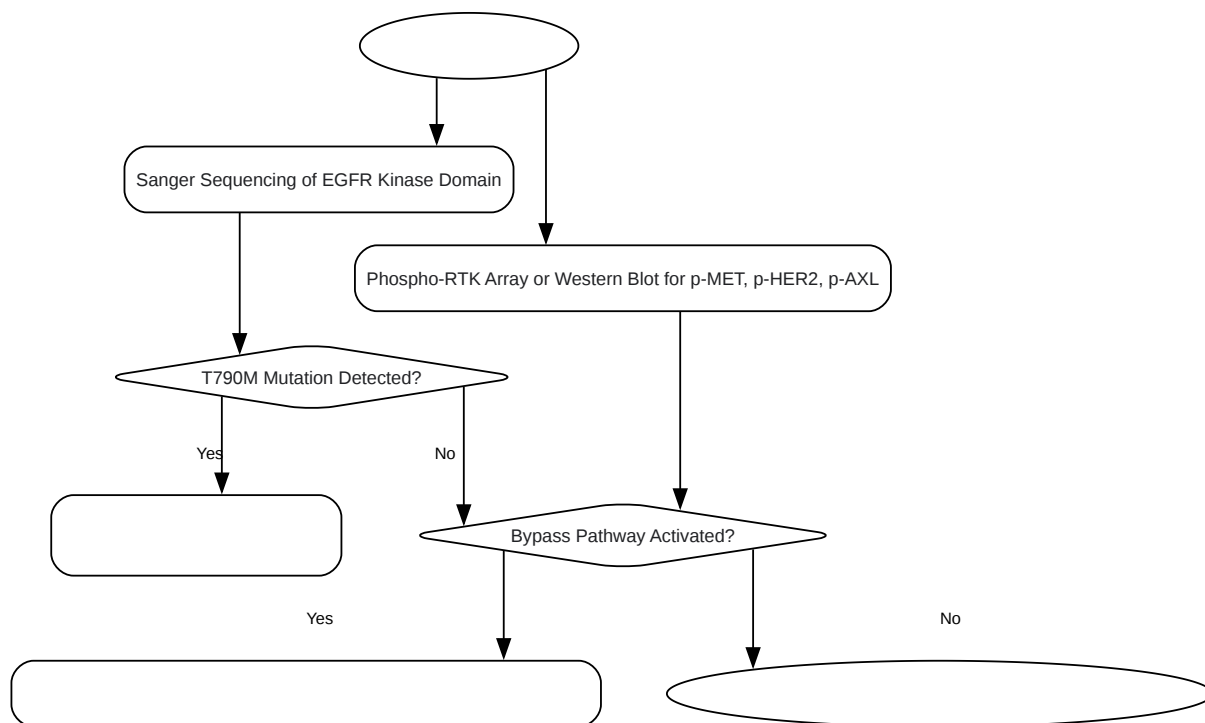 Sanger Sequencing of EGFR Kinase Domain
Phospho-RTK Array or Western Blot for p-MET, p-HER2, p-AXL
T790M Mutation Detected?
Yes
No
Bypass Pathway Activated?
Yes
No